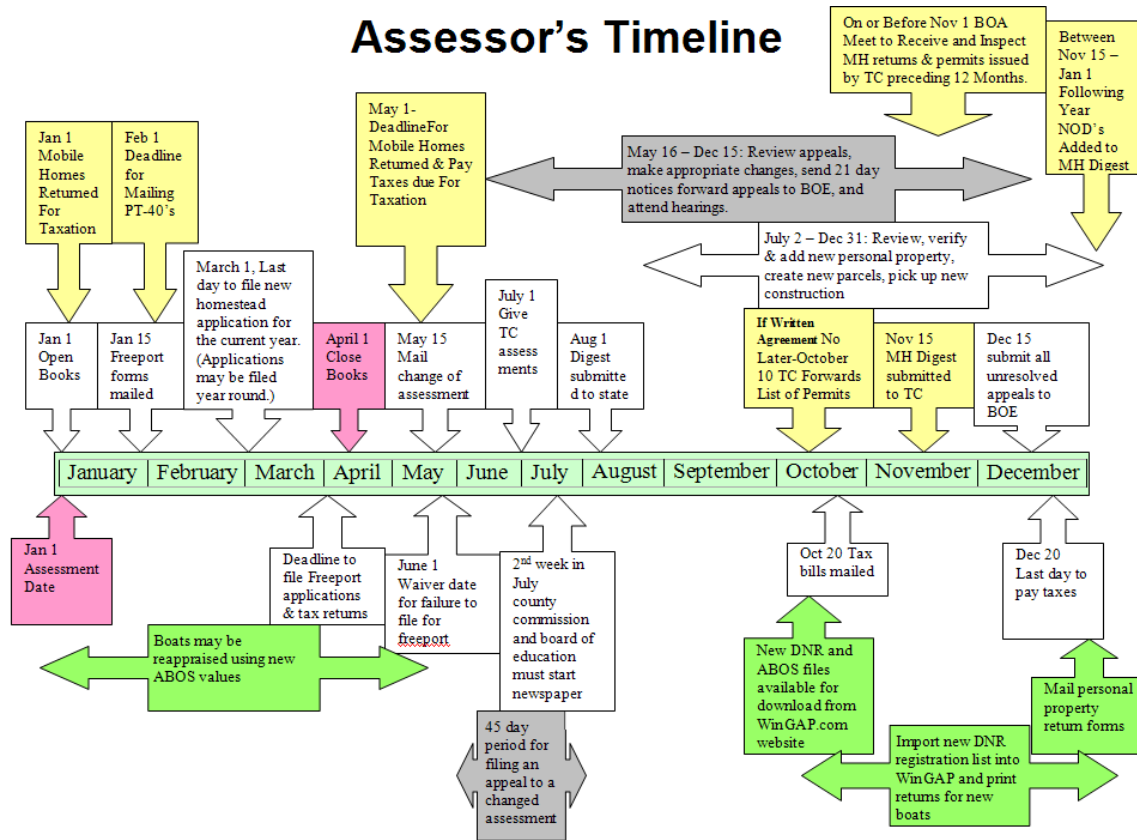 Assessor's Timeline
On or Before Nov 1 BOA
Meet to Receive and Inspect
MH returns & permits issued
by TC preceding 12 Months.
Between
Nov 15 –
Jan 1
Following
Year
NOD's
Added to
MH Digest
May 1-
DeadlineFor
Mobile Homes
Returned & Pay
Taxes due For
Taxation
Jan 1
Mobile
Homes
Returned
For
Taxation
Feb 1
Deadline
for
Mailing
PT-40's
May 16 – Dec 15: Review appeals,
make appropriate changes, send 21 day
notices forward appeals to BOE, and
attend hearings.
July 2 – Dec 31: Review, verify
& add new personal property,
create new parcels, pick up new
construction
March 1, Last
day to file new
homestead
application for
the current year.
(Applications
may be filed
year round.)
July 1
Give
TC
assess
ments
Jan 1
Open
Books
Jan 15
Freeport
forms
mailed
April 1
Close
Books
May 15
Mail
change of
assessment
Aug 1
Digest
submitte
d to state
If Written
Agreement No
Later-October
10 TC Forwards
List of Permits
Nov 15
MH Digest
submitted
to TC
Dec 15
submit all
unresolved
appeals to
BOE
January
February
March
April
May
June
July
August
September
October
November
December
Jan 1
Assessment
Date
Deadline to
file Freeport
applications
& tax returns
June 1
Waiver date
for failure to
file for
freeport
2nd week in
July
county
commission
and board of
education
must start
newspaper
Oct 20 Tax
bills mailed
Dec 20
Last day to
pay taxes
Boats may be
reappraised using new
ABOS values
New DNR and
ABOS files
available for
download from
WinGAP.com
website
Mail personal
property
return forms
45 day
period for
filing an
appeal to a
changed
assessment
Import new DNR
registration list into
WinGAP and print
returns for new
boats